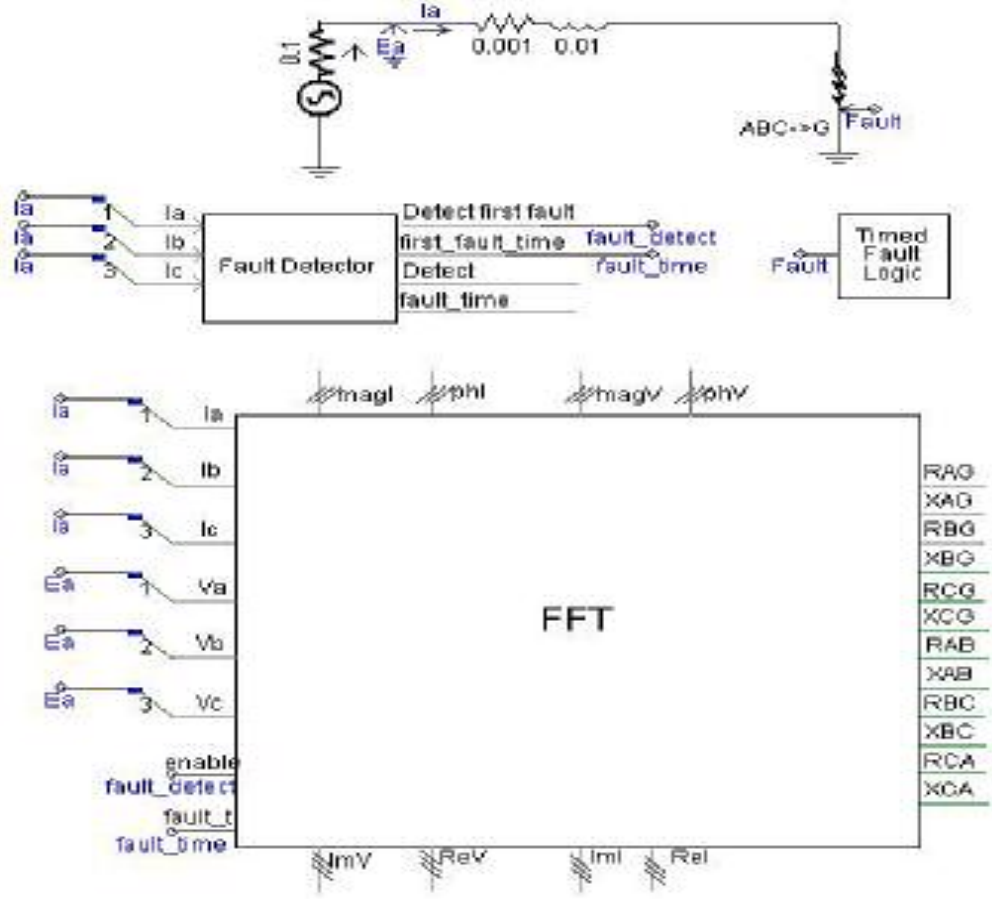 Ia
0.1
Ea
0.001 0.01
ABC->G
Fault
Ia
1
Ia
Ia
2
Ib
Ia
3
Ic
Fault Detector
Detect first fault
first_fault_time
Detect
fault_time
fault_detect
fault_time
Fault
Timed
Fault
Logic
magI
phI
magV
phV
Ia
1
Ia
Ia
2
Ib
Ia
3
Ic
Ea
1
Va
Ea
2
Vb
Ea
3
Vc
enable
fault_detect
fault_t
fault_time
FFT
RAG
XAG
RBG
XBG
RCG
XCG
RAB
XAB
RBC
XBC
RCA
XCA
ImV
ReV
ImI
ReI